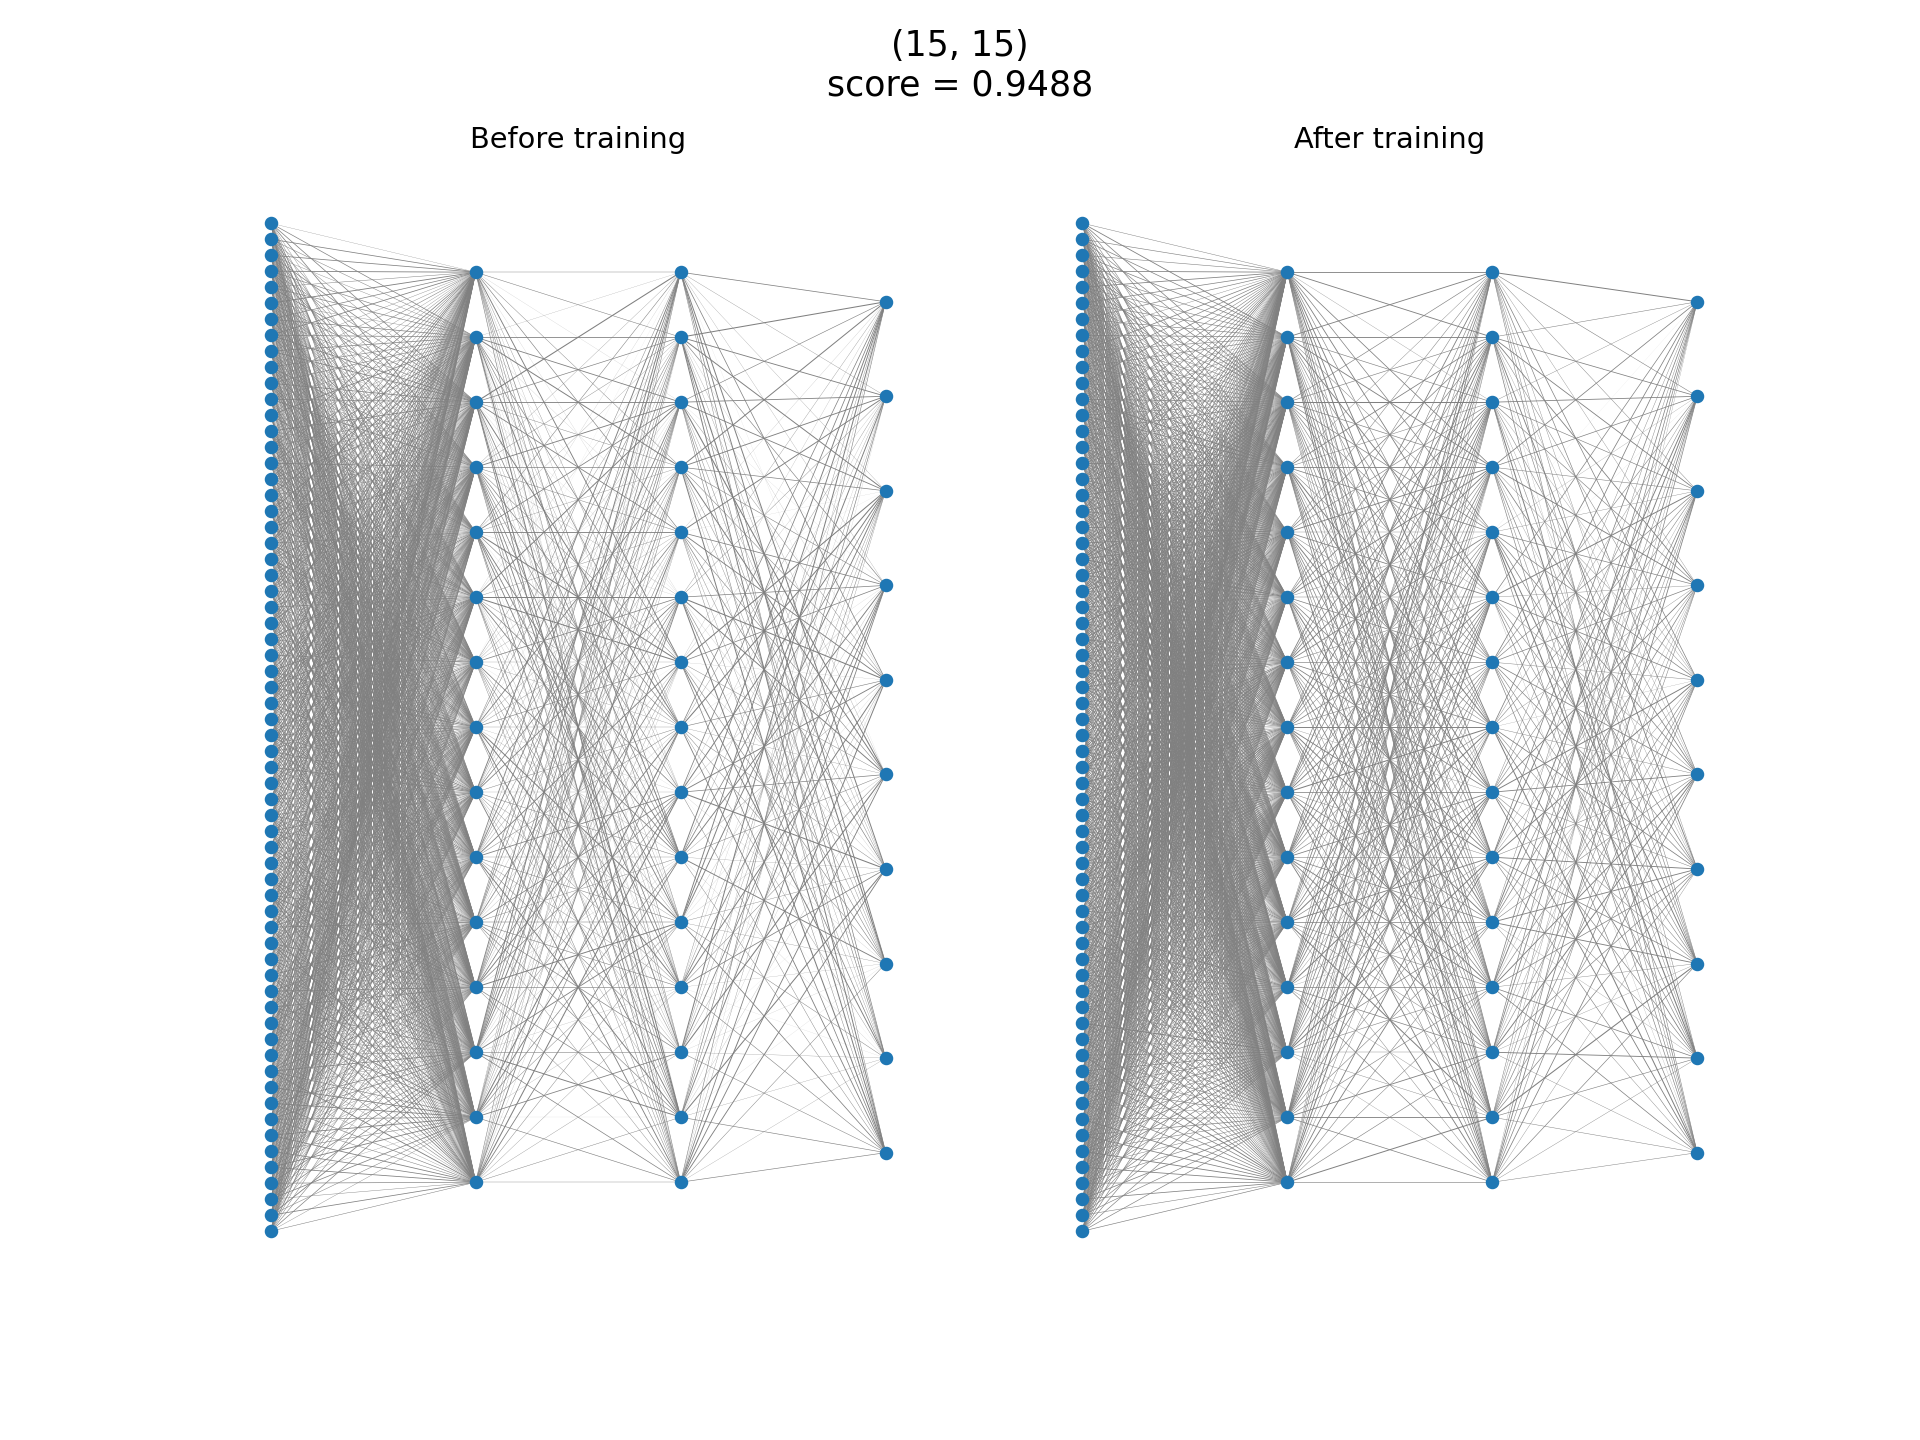 (15, 15)
score = 0.9488
Before training
After training